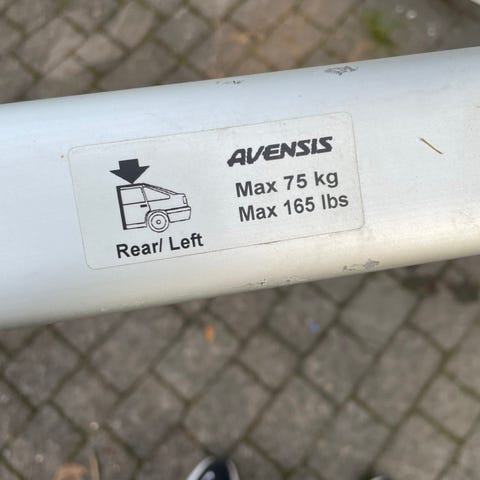 AVENSIS
Max 75 kg
Max 165 lbs
Rear/ Left